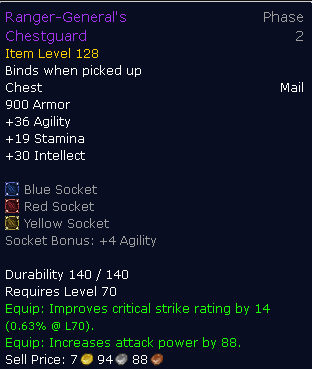 Ranger-General's Phase
Chestguard 2
Item Level 128
Binds when picked up
Chest Mail
900 Armor
+36 Agility
+19 Stamina
+30 Intellect
Blue Socket
Red Socket
Yellow Socket
Socket Bonus: +4 Agility
Durability 140 / 140
Requires Level 70
Equip: Improves critical strike rating by 14
(0.63% @ L70).
Equip: Increases attack power by 88.
Sell Price: 7 94 88